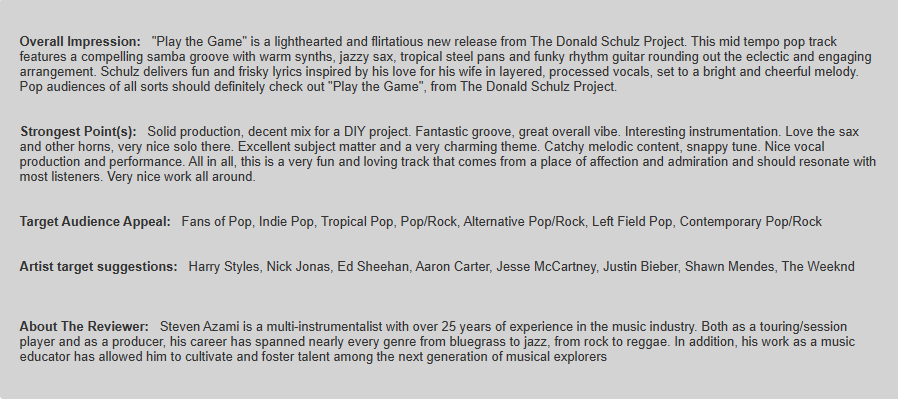 Overall Impression: "Play the Game" is a lighthearted and flirtatious new release from The Donald Schulz Project. This mid tempo pop track
features a compelling samba groove with warm synths, jazzy sax, tropical steel pans and funky rhythm guitar rounding out the eclectic and engaging
arrangement. Schulz delivers fun and frisky lyrics inspired by his love for his wife in layered, processed vocals, set to a bright and cheerful melody.
Pop audiences of all sorts should definitely check out "Play the Game", from The Donald Schulz Project.
Strongest Point(s): Solid production, decent mix for a DIY project. Fantastic groove, great overall vibe. Interesting instrumentation. Love the sax
and other horns, very nice solo there. Excellent subject matter and a very charming theme. Catchy melodic content, snappy tune. Nice vocal
production and performance. All in all, this is a very fun and loving track that comes from a place of affection and admiration and should resonate with
most listeners. Very nice work all around.
Target Audience Appeal: Fans of Pop, Indie Pop, Tropical Pop, Pop/Rock, Alternative Pop/Rock, Left Field Pop, Contemporary Pop/Rock
Artist target suggestions: Harry Styles, Nick Jonas, Ed Sheehan, Aaron Carter, Jesse McCartney, Justin Bieber, Shawn Mendes, The Weeknd
About The Reviewer: Steven Azami is a multi-instrumentalist with over 25 years of experience in the music industry. Both as a touring/session
player and as a producer, his career has spanned nearly every genre from bluegrass to jazz, from rock to reggae. In addition, his work as a music
educator has allowed him to cultivate and foster talent among the next generation of musical explorers